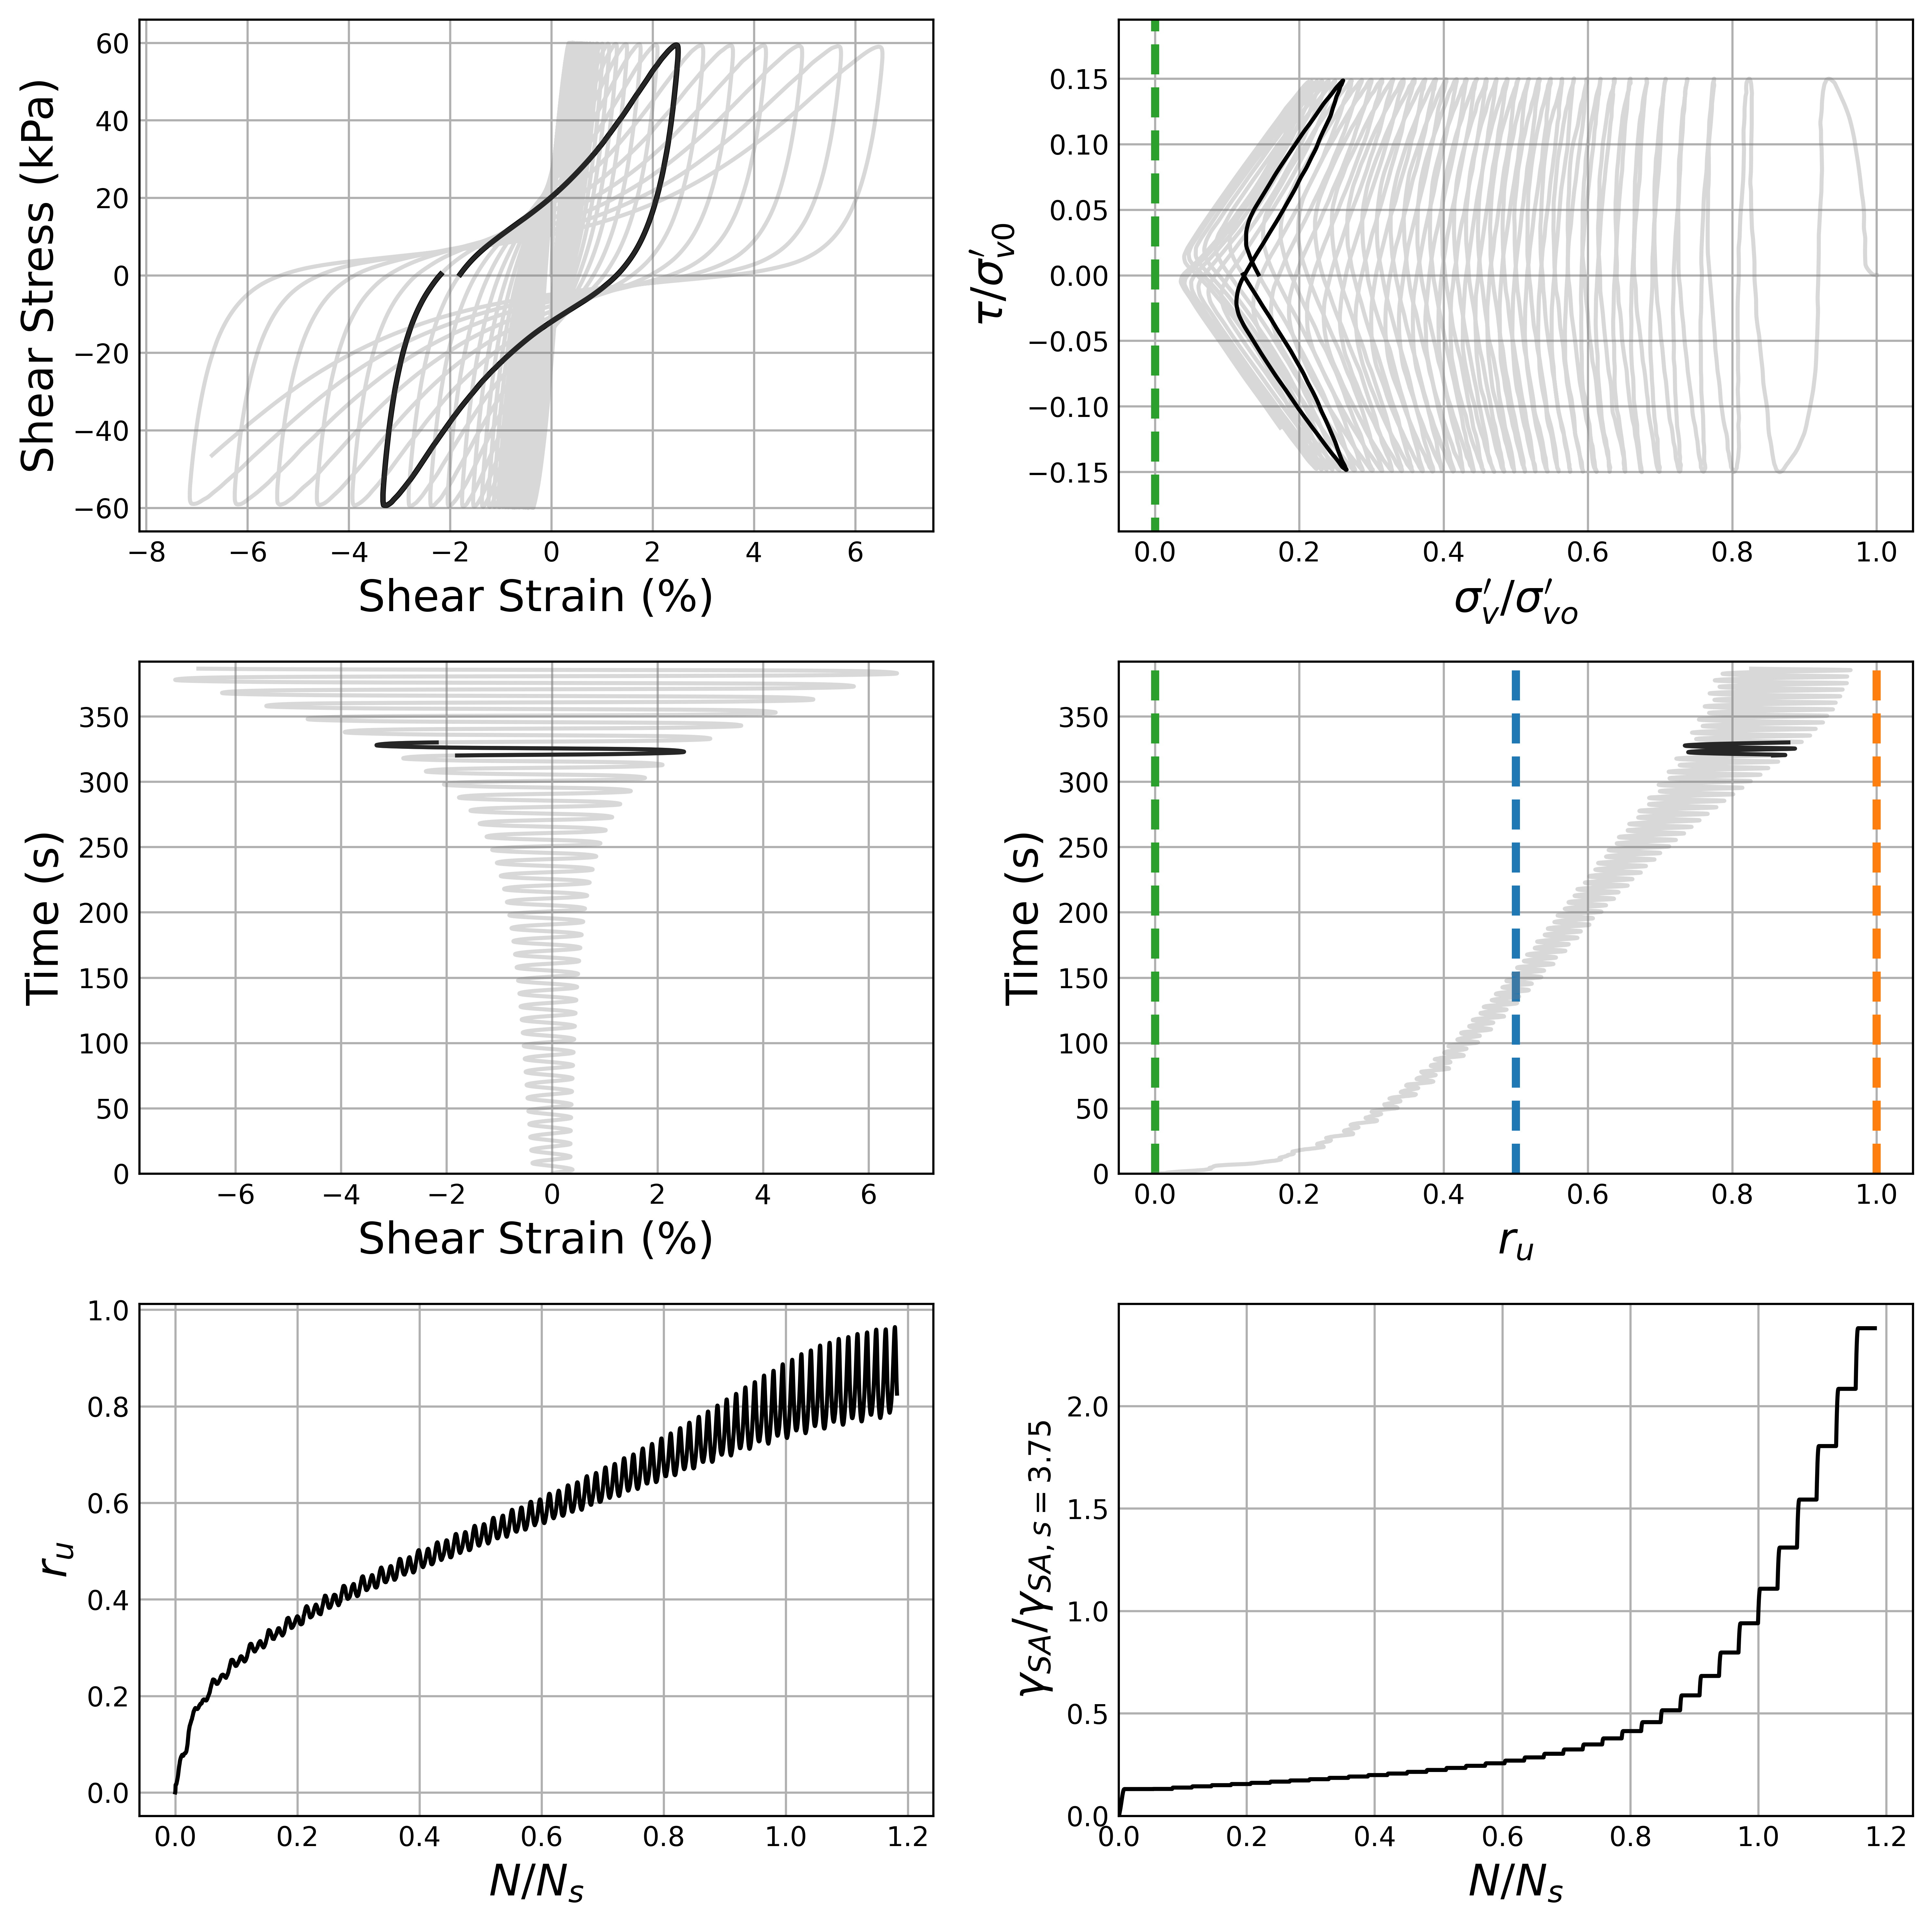 60
40
20
0
−20
−40
−60
Shear Stress (kPa)
−8 −6 −4 −2 0 2 4 6
Shear Strain (%)
0.15
0.10
0.05
0.00
−0.05
−0.10
−0.15
τ/σ′v0
0.0 0.2 0.4 0.6 0.8 1.0
σ′v/σ′vo
350
300
250
200
150
100
50
0
Time (s)
−6 −4 −2 0 2 4 6
Shear Strain (%)
350
300
250
200
150
100
50
0
Time (s)
0.0 0.2 0.4 0.6 0.8 1.0
ru
1.0
0.8
0.6
0.4
0.2
0.0
ru
0.0 0.2 0.4 0.6 0.8 1.0 1.2
N/Ns
2.0
1.5
1.0
0.5
0.0
γSA/γSA, s = 3.75
0.0 0.2 0.4 0.6 0.8 1.0 1.2
N/Ns